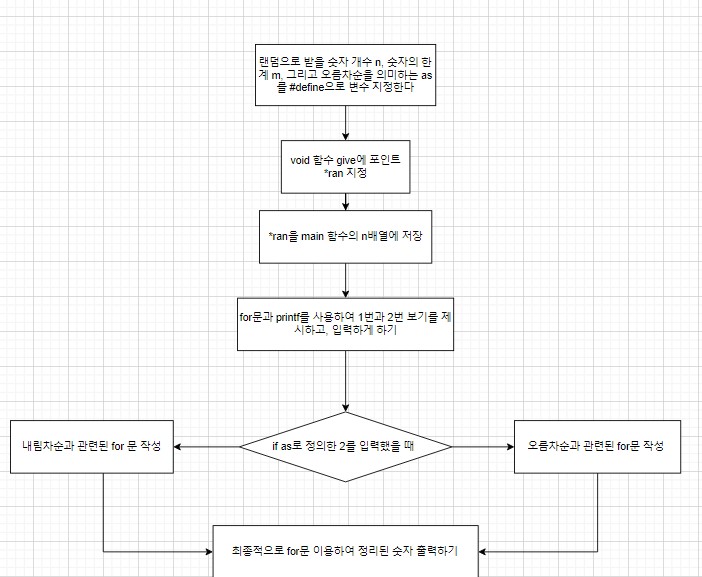 랜덤으로 받을 숫자 개수 n, 숫자의 한
계 m, 그리고 오름차순을 의미하는 as
를 #define으로 변수 지정한다
void 함수 give에 포인트
*ran 지정
*ran을 main 함수의 n배열에 저장
for문과 printf를 사용하여 1번과 2번 보기를 제
시하고, 입력하게 하기
내림차순과 관련된 for 문 작성
if as로 정의한 2를 입력했을 때
오름차순과 관련된 for문 작성
최종적으로 for문 이용하여 정리된 숫자 출력하기